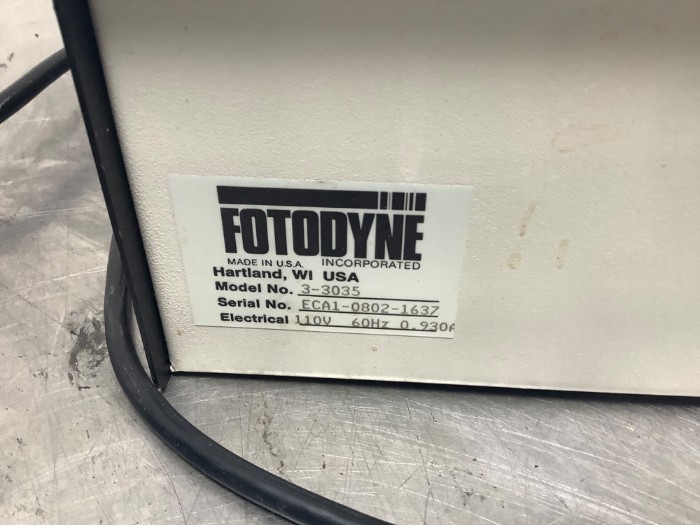 FOTODYNE
MADE IN U.S.A. INCORPORATED
Hartland, WI USA
Model No. 3-3035
Serial No. ECA1-0802-1637
Electrical 110V 60Hz 0.930A